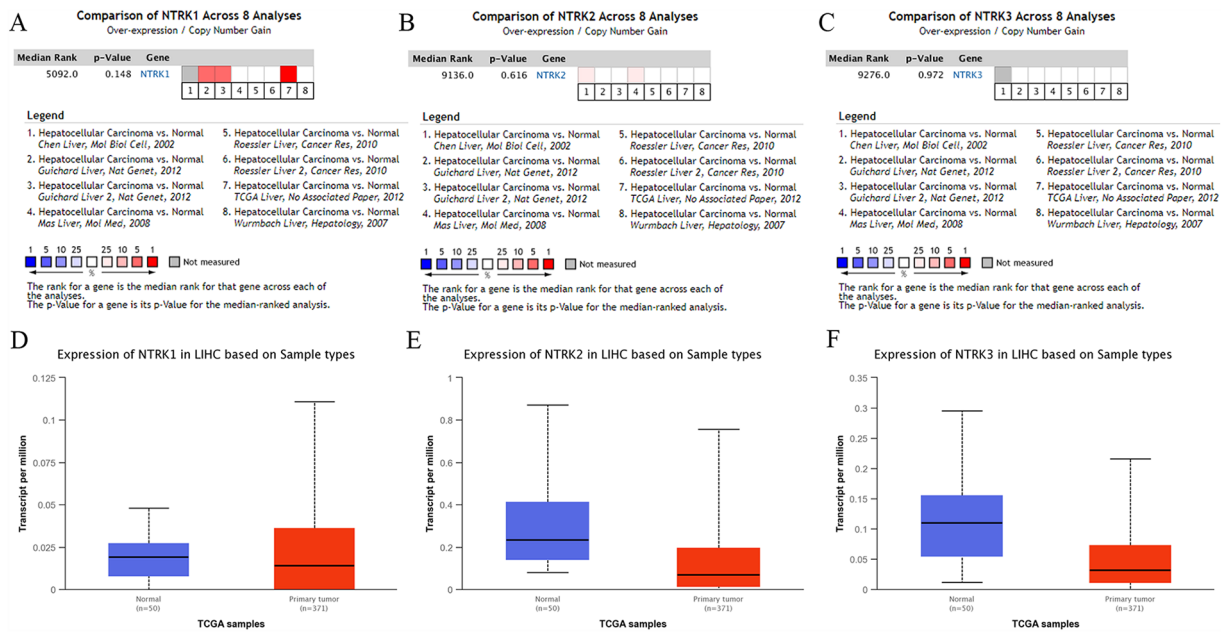 A
Comparison of NTRK1 Across 8 Analyses
Over-expression / Copy Number Gain
Median Rank p-Value Gene
5092.0 0.148 NTRK1
1 2 3 4 5 6 7 8
Legend
1. Hepatocellular Carcinoma vs. Normal
Chen Liver, Mol Biol Cell, 2002
2. Hepatocellular Carcinoma vs. Normal
Guichard Liver, Nat Genet, 2012
3. Hepatocellular Carcinoma vs. Normal
Guichard Liver 2, Nat Genet, 2012
4. Hepatocellular Carcinoma vs. Normal
Mas Liver, Mol Med, 2008
5. Hepatocellular Carcinoma vs. Normal
Roessler Liver, Cancer Res, 2010
6. Hepatocellular Carcinoma vs. Normal
Roessler Liver 2, Cancer Res, 2010
7. Hepatocellular Carcinoma vs. Normal
TCGA Liver, No Associated Paper, 2012
8. Hepatocellular Carcinoma vs. Normal
Wurmbach Liver, Hepatology, 2007
1 5 10 25 25 10 5 1
%
Not measured
The rank for a gene is the median rank for that gene across each of
the analyses.
The p-Value for a gene is its p-Value for the median-ranked analysis.
B
Comparison of NTRK2 Across 8 Analyses
Over-expression / Copy Number Gain
Median Rank p-Value Gene
9136.0 0.616 NTRK2
1 2 3 4 5 6 7 8
Legend
1. Hepatocellular Carcinoma vs. Normal
Chen Liver, Mol Biol Cell, 2002
2. Hepatocellular Carcinoma vs. Normal
Guichard Liver, Nat Genet, 2012
3. Hepatocellular Carcinoma vs. Normal
Guichard Liver 2, Nat Genet, 2012
4. Hepatocellular Carcinoma vs. Normal
Mas Liver, Mol Med, 2008
5. Hepatocellular Carcinoma vs. Normal
Roessler Liver, Cancer Res, 2010
6. Hepatocellular Carcinoma vs. Normal
Roessler Liver 2, Cancer Res, 2010
7. Hepatocellular Carcinoma vs. Normal
TCGA Liver, No Associated Paper, 2012
8. Hepatocellular Carcinoma vs. Normal
Wurmbach Liver, Hepatology, 2007
1 5 10 25 25 10 5 1
%
Not measured
The rank for a gene is the median rank for that gene across each of
the analyses.
The p-Value for a gene is its p-Value for the median-ranked analysis.
C
Comparison of NTRK3 Across 8 Analyses
Over-expression / Copy Number Gain
Median Rank p-Value Gene
9276.0 0.972 NTRK3
1 2 3 4 5 6 7 8
Legend
1. Hepatocellular Carcinoma vs. Normal
Chen Liver, Mol Biol Cell, 2002
2. Hepatocellular Carcinoma vs. Normal
Guichard Liver, Nat Genet, 2012
3. Hepatocellular Carcinoma vs. Normal
Guichard Liver 2, Nat Genet, 2012
4. Hepatocellular Carcinoma vs. Normal
Mas Liver, Mol Med, 2008
5. Hepatocellular Carcinoma vs. Normal
Roessler Liver, Cancer Res, 2010
6. Hepatocellular Carcinoma vs. Normal
Roessler Liver 2, Cancer Res, 2010
7. Hepatocellular Carcinoma vs. Normal
TCGA Liver, No Associated Paper, 2012
8. Hepatocellular Carcinoma vs. Normal
Wurmbach Liver, Hepatology, 2007
1 5 10 25 25 10 5 1
%
Not measured
The rank for a gene is the median rank for that gene across each of
the analyses.
The p-Value for a gene is its p-Value for the median-ranked analysis.
D
Expression of NTRK1 in LIHC based on Sample types
Transcript per million
0.125
0.1
0.075
0.05
0.025
0
Normal
(n=50)
Primary tumor
(n=371)
TCGA samples
E
Expression of NTRK2 in LIHC based on Sample types
Transcript per million
1
0.8
0.6
0.4
0.2
0
Normal
(n=50)
Primary tumor
(n=371)
TCGA samples
F
Expression of NTRK3 in LIHC based on Sample types
Transcript per million
0.35
0.3
0.25
0.2
0.15
0.1
0.05
0
Normal
(n=50)
Primary tumor
(n=371)
TCGA samples